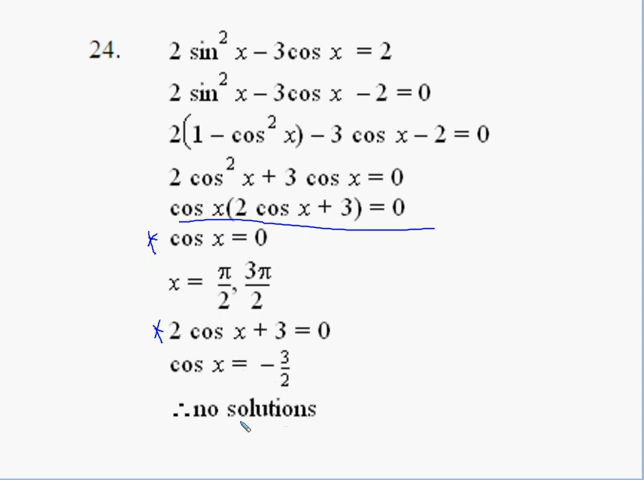 24. 2 sin² x – 3cos x = 2
2 sin² x – 3cos x – 2 = 0
2(1 – cos² x) – 3 cos x – 2 = 0
2 cos² x + 3 cos x = 0
cos x(2 cos x + 3) = 0
* cos x = 0
x = π/2, 3π/2
* 2 cos x + 3 = 0
cos x = – 3/2
∴no solutions